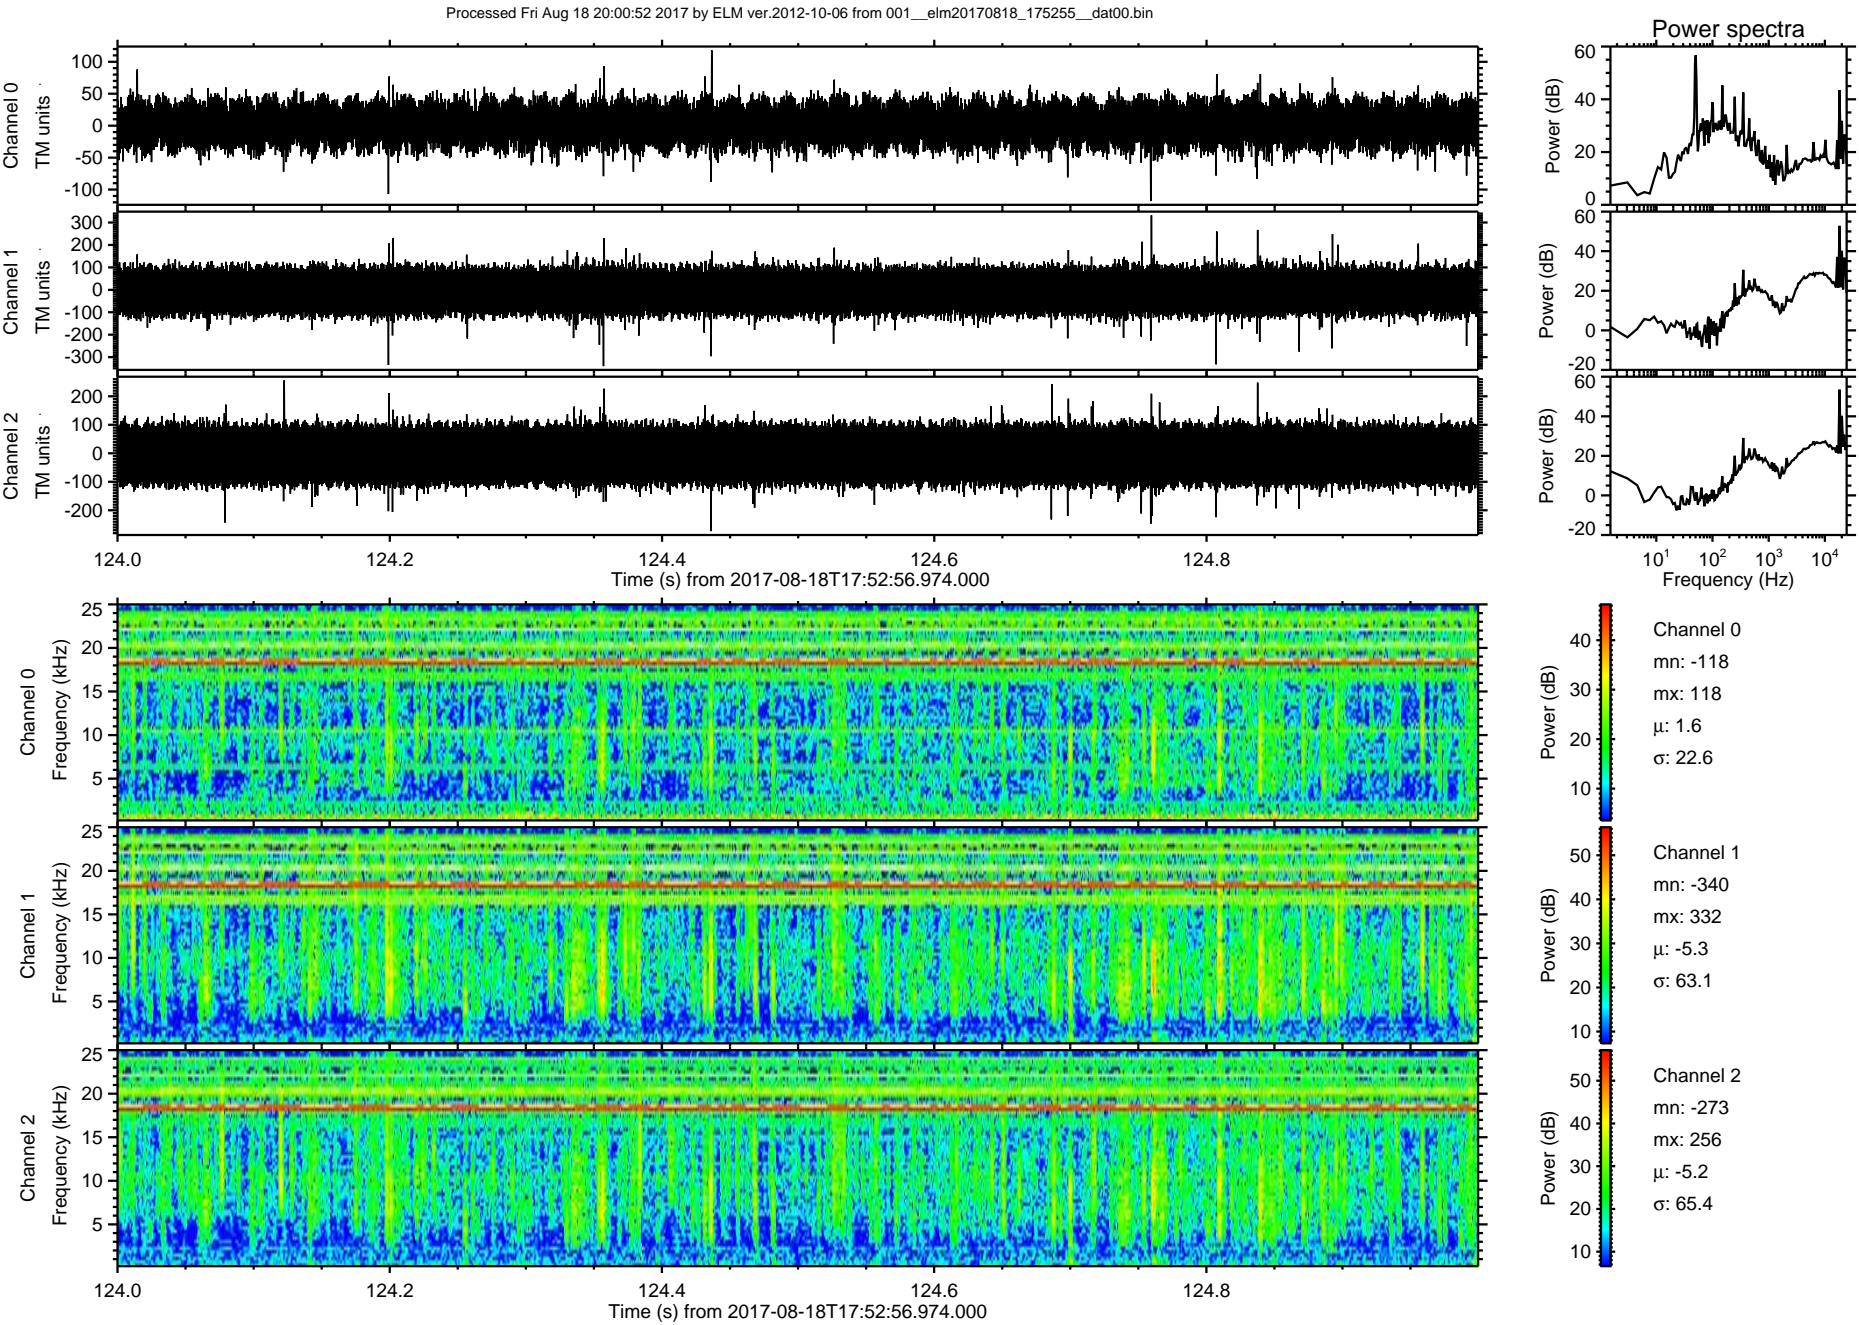 Processed Fri Aug 18 20:00:52 2017 by ELM ver.2012-10-06 from 001__elm20170818_175255__dat00.bin
Power spectra
Channel 0
TM units
100
50
0
-50
-100
Power (dB)
60
40
20
0
Channel 1
TM units
300
200
100
0
-100
-200
-300
Power (dB)
60
40
20
0
-20
Channel 2
TM units
200
100
0
-100
-200
Power (dB)
60
40
20
0
-20
124.0 124.2 124.4 124.6 124.8
Time (s) from 2017-08-18T17:52:56.974.000
10¹ 10² 10³ 10⁴
Frequency (Hz)
Channel 0
Frequency (kHz)
25
20
15
10
5
Power (dB)
40
30
20
10
Channel 0
mn: -118
mx: 118
μ: 1.6
σ: 22.6
Channel 1
Frequency (kHz)
25
20
15
10
5
Power (dB)
50
40
30
20
10
Channel 1
mn: -340
mx: 332
μ: -5.3
σ: 63.1
Channel 2
Frequency (kHz)
25
20
15
10
5
Power (dB)
50
40
30
20
10
Channel 2
mn: -273
mx: 256
μ: -5.2
σ: 65.4
124.0 124.2 124.4 124.6 124.8
Time (s) from 2017-08-18T17:52:56.974.000